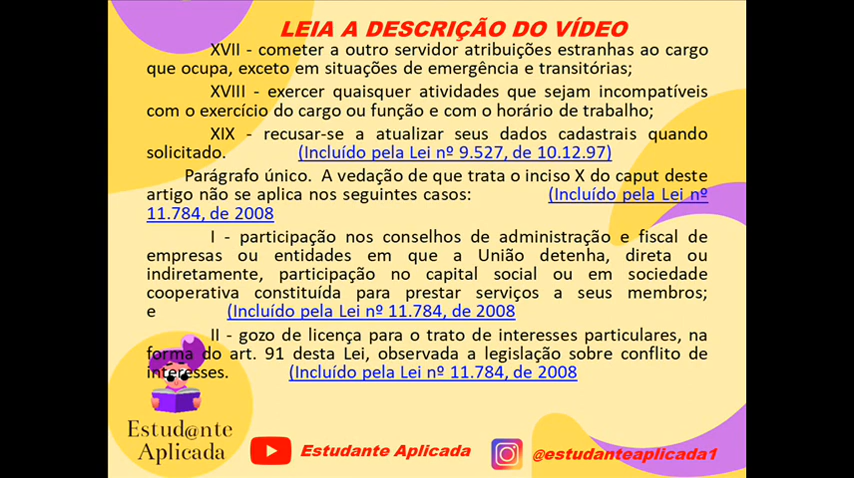 LEIA A DESCRIÇÃO DO VÍDEO
XVII - cometer a outro servidor atribuições estranhas ao cargo
que ocupa, exceto em situações de emergência e transitórias;
XVIII - exercer quaisquer atividades que sejam incompatíveis
com o exercício do cargo ou função e com o horário de trabalho;
XIX - recusar-se a atualizar seus dados cadastrais quando
solicitado. (Incluído pela Lei nº 9.527, de 10.12.97)
Parágrafo único. A vedação de que trata o inciso X do caput deste
artigo não se aplica nos seguintes casos: (Incluído pela Lei nº
11.784, de 2008
I - participação nos conselhos de administração e fiscal de
empresas ou entidades em que a União detenha, direta ou
indiretamente, participação no capital social ou em sociedade
cooperativa constituída para prestar serviços a seus membros;
e (Incluído pela Lei nº 11.784, de 2008
II - gozo de licença para o trato de interesses particulares, na
forma do art. 91 desta Lei, observada a legislação sobre conflito de
interesses. (Incluído pela Lei nº 11.784, de 2008
Estud@nte
Aplicada
Estudante Aplicada
@estudanteaplicada1